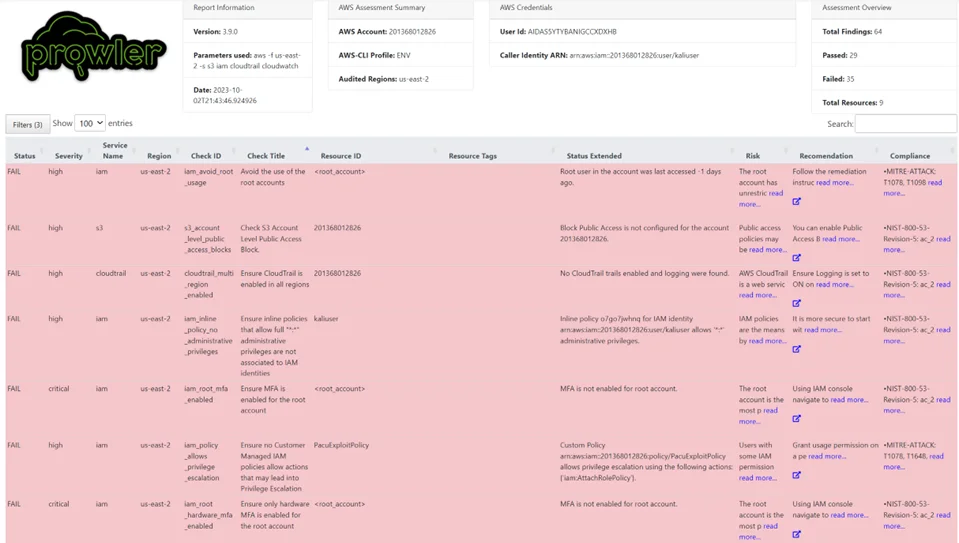 prowler
Report Information
Version: 3.9.0
Parameters used: aws -f us-east-
2 -s s3 iam cloudtrail cloudwatch
Date: 2023-10-
02T21:43:46.924926
AWS Assessment Summary
AWS Account: 201368012826
AWS-CLI Profile: ENV
Audited Regions: us-east-2
AWS Credentials
User Id: AIDAS5YTYBANIGCCXDXHB
Caller Identity ARN: arn:aws:iam::201368012826:user/kaliuser
Assessment Overview
Total Findings: 64
Passed: 29
Failed: 35
Total Resources: 9
Filters (3) Show 100 entries
Search:
Status Severity Service Name Region Check ID Check Title Resource ID Resource Tags Status Extended Risk Recomendation Compliance
FAIL high iam us-east-2
iam_avoid_root
_usage
Avoid the use of
the root accounts
<root_account>
Root user in the account was last accessed -1 days
ago.
The root
account has
unrestric read
more...
Follow the remediation
instruc read more...
•MITRE-ATTACK:
T1078, T1098 read
more...
FAIL high s3 us-east-2
s3_account
_level_public
_access_blocks
Check S3 Account
Level Public Access
Block.
201368012826
Block Public Access is not configured for the account
201368012826.
Public access
policies may
be read more...
You can enable Public
Access B read more...
•NIST-800-53-
Revision-5: ac_2 read
more...
FAIL high cloudtrail us-east-2
cloudtrail_multi
_region
_enabled
Ensure CloudTrail is
enabled in all regions
201368012826
No CloudTrail trails enabled and logging were found.
AWS CloudTrail
is a web servic
read more...
Ensure Logging is set to
ON on read more...
•NIST-800-53-
Revision-5: ac_2 read
more...
FAIL high iam us-east-2
iam_inline
_policy_no
_administrative
_privileges
Ensure inline policies
that allow full "*:*"
administrative
privileges are not
associated to IAM
identities
kaliuser
Inline policy o7go7jwhnq for IAM identity
arn:aws:iam::201368012826:user/kaliuser allows '*:*'
administrative privileges.
IAM policies
are the means
by read more...
It is more secure to start
wit read more...
•NIST-800-53-
Revision-5: ac_2 read
more...
FAIL critical iam us-east-2
iam_root_mfa
_enabled
Ensure MFA is
enabled for the root
account
<root_account>
MFA is not enabled for root account.
The root
account is the
most p read
more...
Using IAM console
navigate to read more...
•NIST-800-53-
Revision-5: ac_2 read
more...
FAIL high iam us-east-2
iam_policy
_allows
_privilege
_escalation
Ensure no Customer
Managed IAM
policies allow actions
that may lead into
Privilege Escalation
PacuExploitPolicy
Custom Policy
arn:aws:iam::201368012826:policy/PacuExploitPolicy
allows privilege escalation using the following actions:
{'iam:AttachRolePolicy'}.
Users with
some IAM
permission
read more...
Grant usage permission on
a pe read more...
•MITRE-ATTACK:
T1078, T1648, read
more...
FAIL critical iam us-east-2
iam_root
_hardware_mfa
_enabled
Ensure only hardware
MFA is enabled for
the root account
<root_account>
MFA is not enabled for root account.
The root
account is the
most p read
more...
Using IAM console
navigate to read more...
•NIST-800-53-
Revision-5: ac_2 read
more...